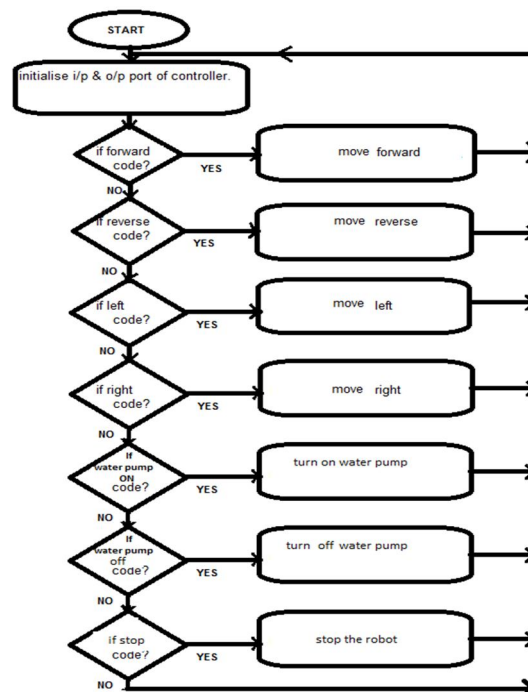 START
initialise i/p & o/p port of controller.
if forward
code?
YES
move forward
NO
if reverse
code?
YES
move reverse
NO
if left
code?
YES
move left
NO
if right
code?
YES
move right
NO
If
water pump
ON
code?
YES
turn on water pump
NO
If
water pump
off
code?
YES
turn off water pump
NO
if stop
code?
YES
stop the robot
NO